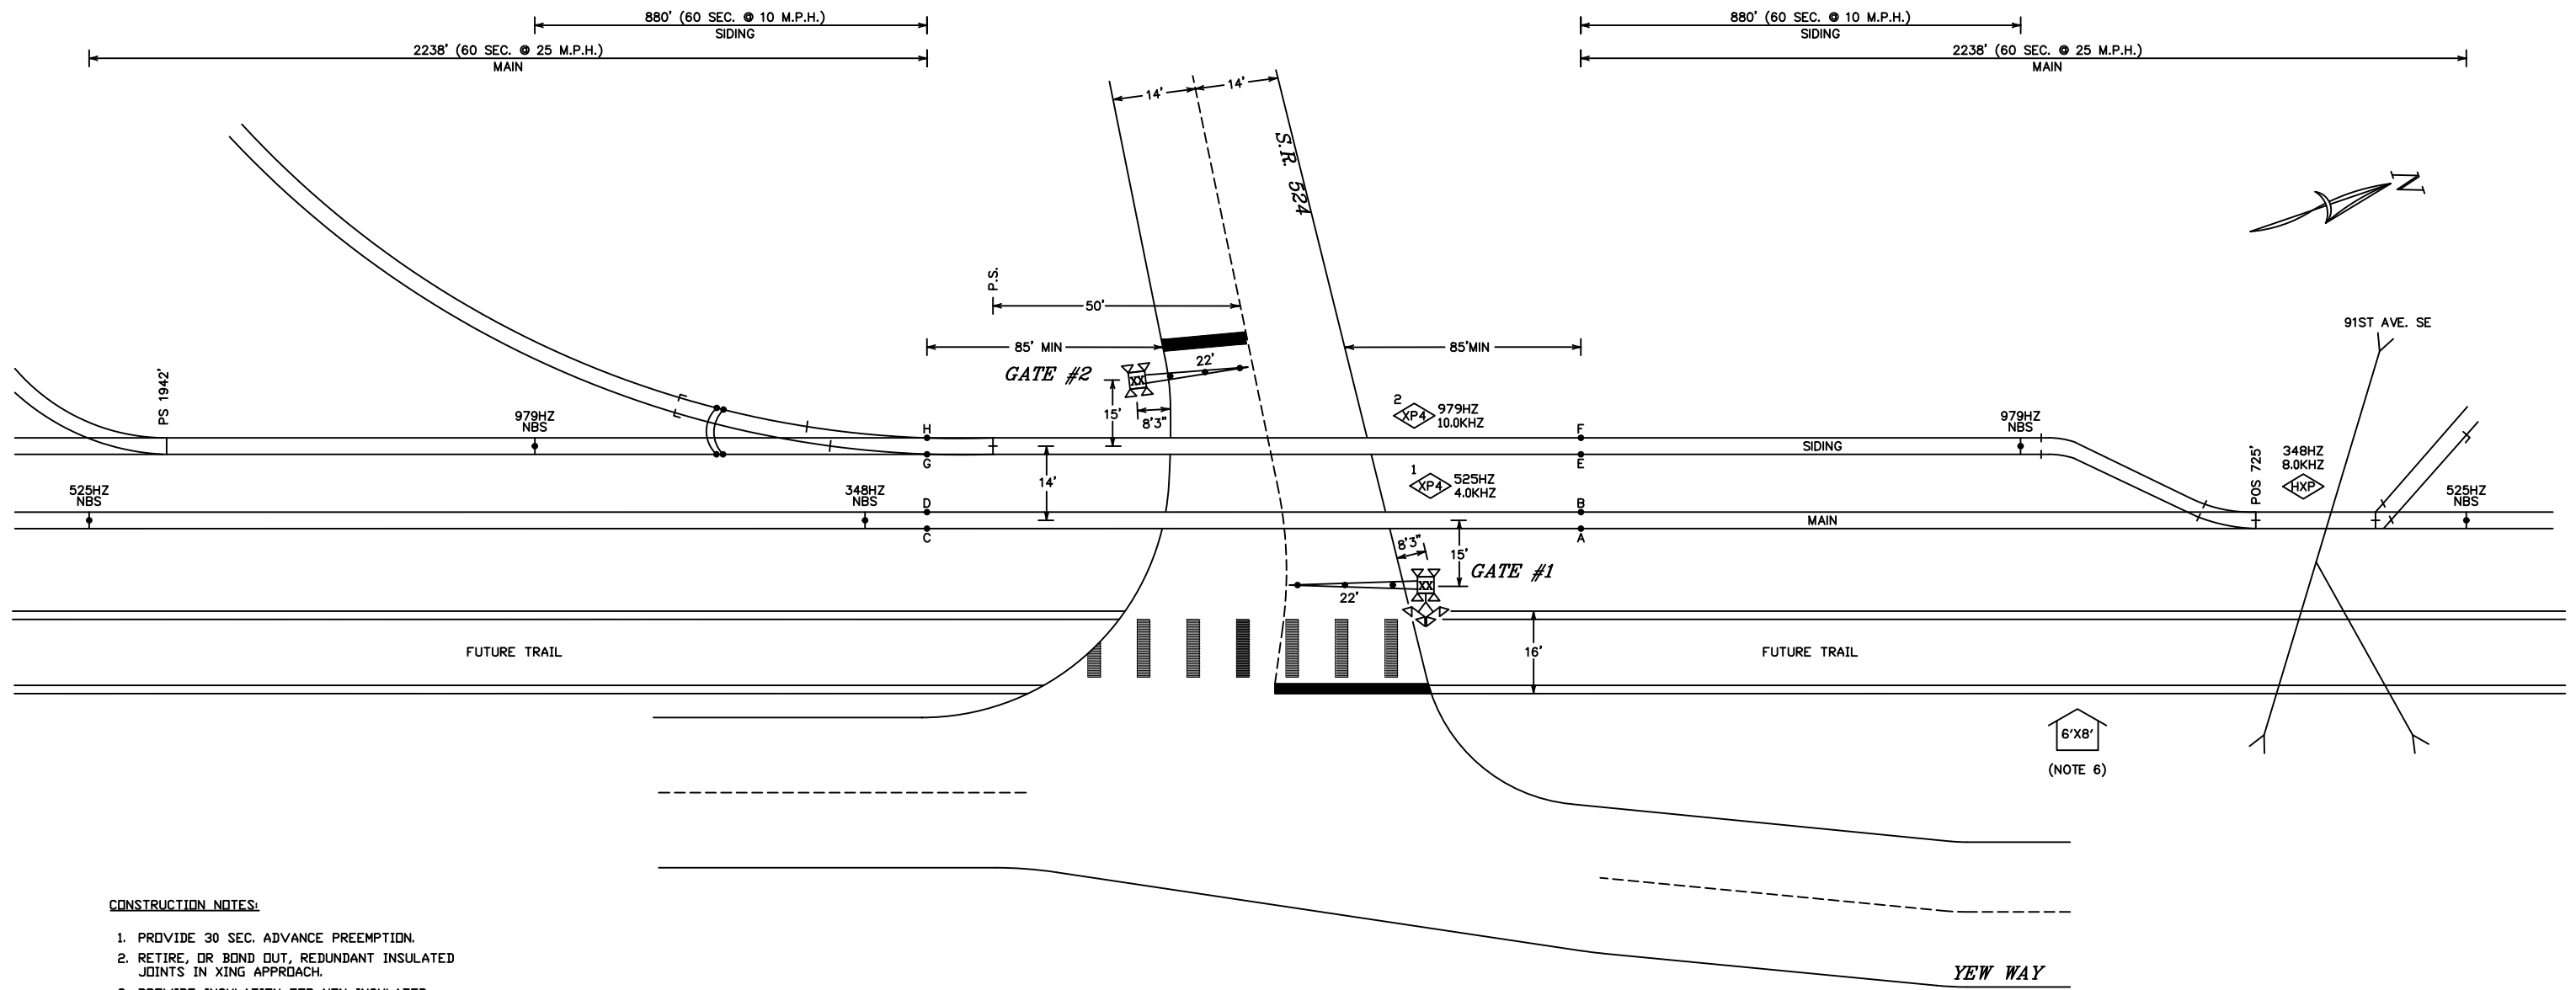 880' (60 SEC. @ 10 M.P.H.)
SIDING
880' (60 SEC. @ 10 M.P.H.)
SIDING
2238' (60 SEC. @ 25 M.P.H.)
MAIN
2238' (60 SEC. @ 25 M.P.H.)
MAIN
14'
14'
S.R. 524
N
P.S.
50'
85' MIN
85'MIN
91ST AVE. SE
GATE #2
XX
22'
15'
8'3"
PS 1942'
979HZ
NBS
2
XP4
979HZ
10.0KHZ
979HZ
NBS
H
F
SIDING
G
E
14'
1
XP4
525HZ
4.0KHZ
POS 725'
348HZ
8.0KHZ
HXP
525HZ
NBS
348HZ
NBS
525HZ
NBS
D
B
MAIN
C
A
8'3"
15'
GATE #1
XX
22'
FUTURE TRAIL
16'
FUTURE TRAIL
6'X8'
(NOTE 6)
CONSTRUCTION NOTES:
1. PROVIDE 30 SEC. ADVANCE PREEMPTION.
2. RETIRE, OR BOND OUT, REDUNDANT INSULATED
JOINTS IN XING APPROACH.
YEW WAY